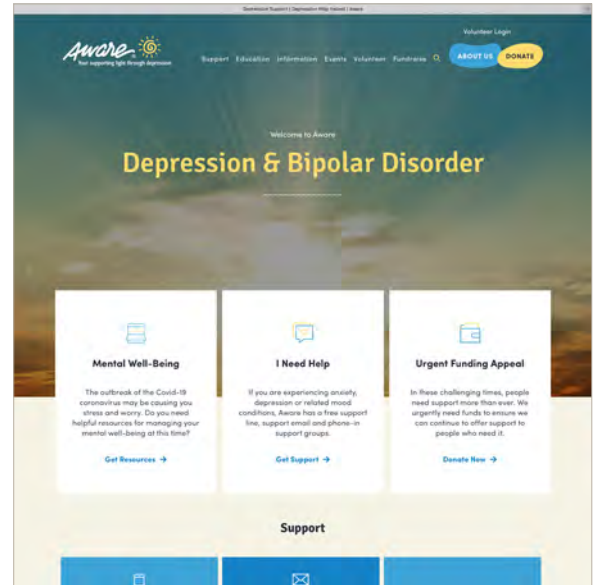 Depression Support | Depression Help Ireland | Aware
Volunteer Login
Aware
Your supporting light through depression
Support Education Information Events Volunteer Fundraise
ABOUT US
DONATE
Welcome to Aware
Depression & Bipolar Disorder
Mental Well-Being
The outbreak of the Covid-19
coronavirus may be causing you
stress and worry. Do you need
helpful resources for managing your
mental well-being at this time?
Get Resources →
I Need Help
If you are experiencing anxiety,
depression or related mood
conditions, Aware has a free support
line, support email and phone-in
support groups.
Get Support →
Urgent Funding Appeal
In these challenging times, people
need support more than ever. We
urgently need funds to ensure we
can continue to offer support to
people who need it.
Donate Now →
Support